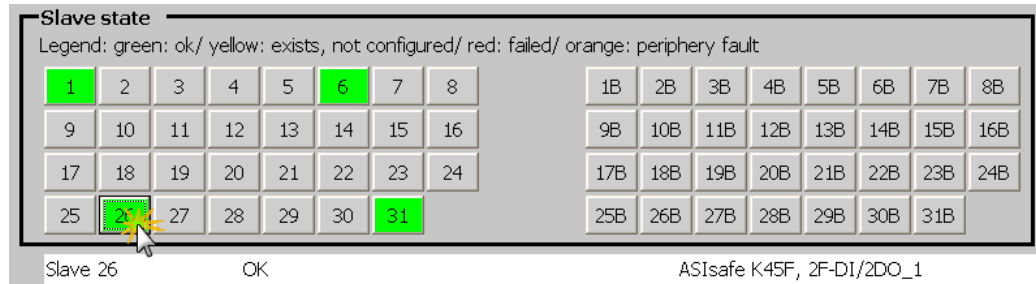 Slave state
Legend: green: ok/ yellow: exists, not configured/ red: failed/ orange: periphery fault
1 2 3 4 5 6 7 8 1B 2B 3B 4B 5B 6B 7B 8B
9 10 11 12 13 14 15 16 9B 10B 11B 12B 13B 14B 15B 16B
17 18 19 20 21 22 23 24 17B 18B 19B 20B 21B 22B 23B 24B
25 26 27 28 29 30 31 25B 26B 27B 28B 29B 30B 31B
Slave 26 OK ASIsafe K45F, 2F-DI/2DO_1